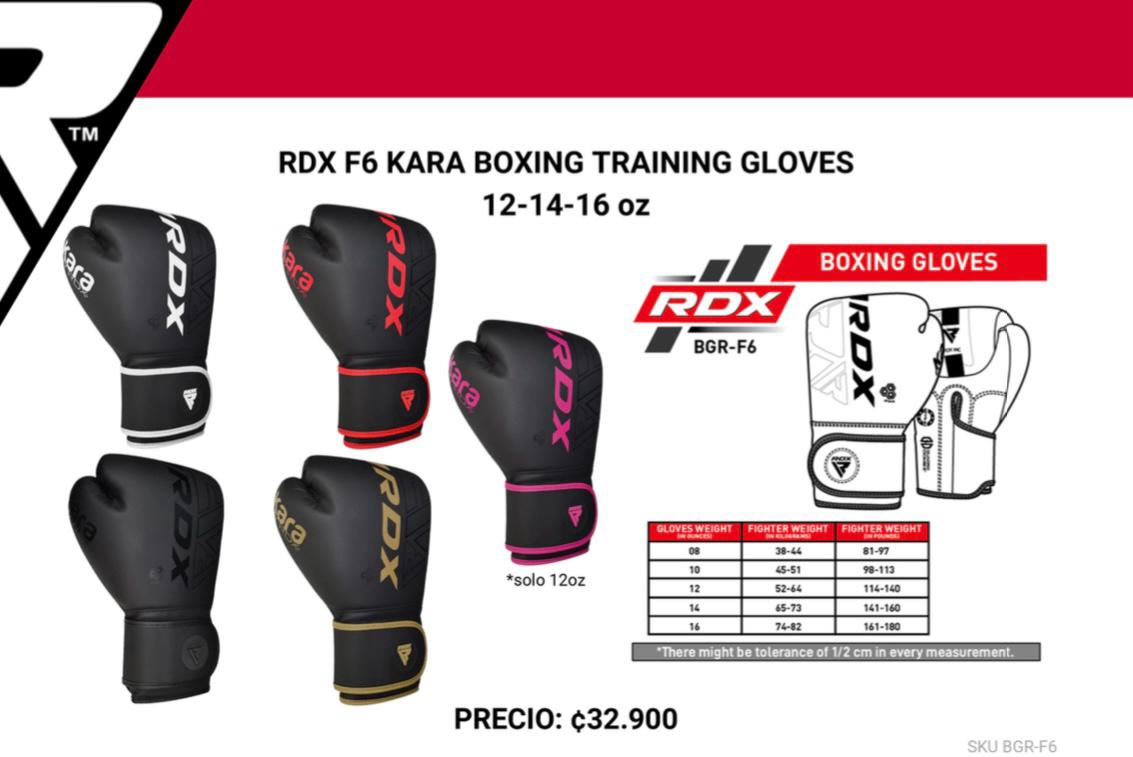 TM
RDX F6 KARA BOXING TRAINING GLOVES
12-14-16 oz
RDX
Kara
RDX
Kara
RDX
Kara
RDX
RDX
Kara
*solo 12oz
RDX
BGR-F6
BOXING GLOVES
RDX
RDX
GLOVES WEIGHT FIGHTER WEIGHT FIGHTER WEIGHT
(IN OUNCES) (IN KILOGRAMS) (IN POUNDS)
08 38-44 81-97
10 45-51 98-113
12 52-64 114-140
14 65-73 141-160
16 74-82 161-180
*There might be tolerance of 1/2 cm in every measurement.
PRECIO: ¢32.900
SKU BGR-F6